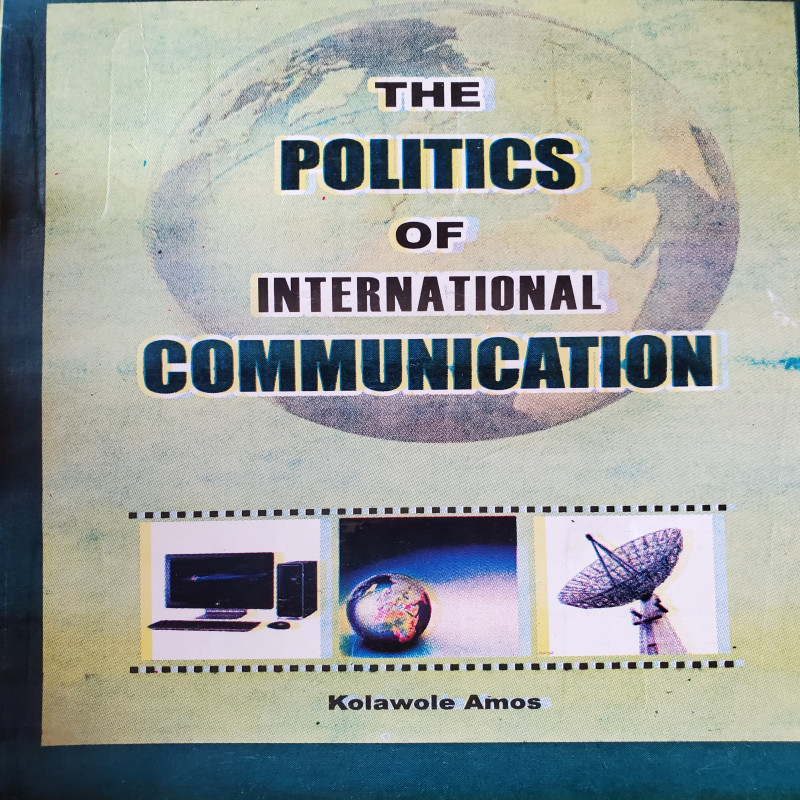 THE
POLITICS
OF
INTERNATIONAL
COMMUNICATION
Kolawole Amos